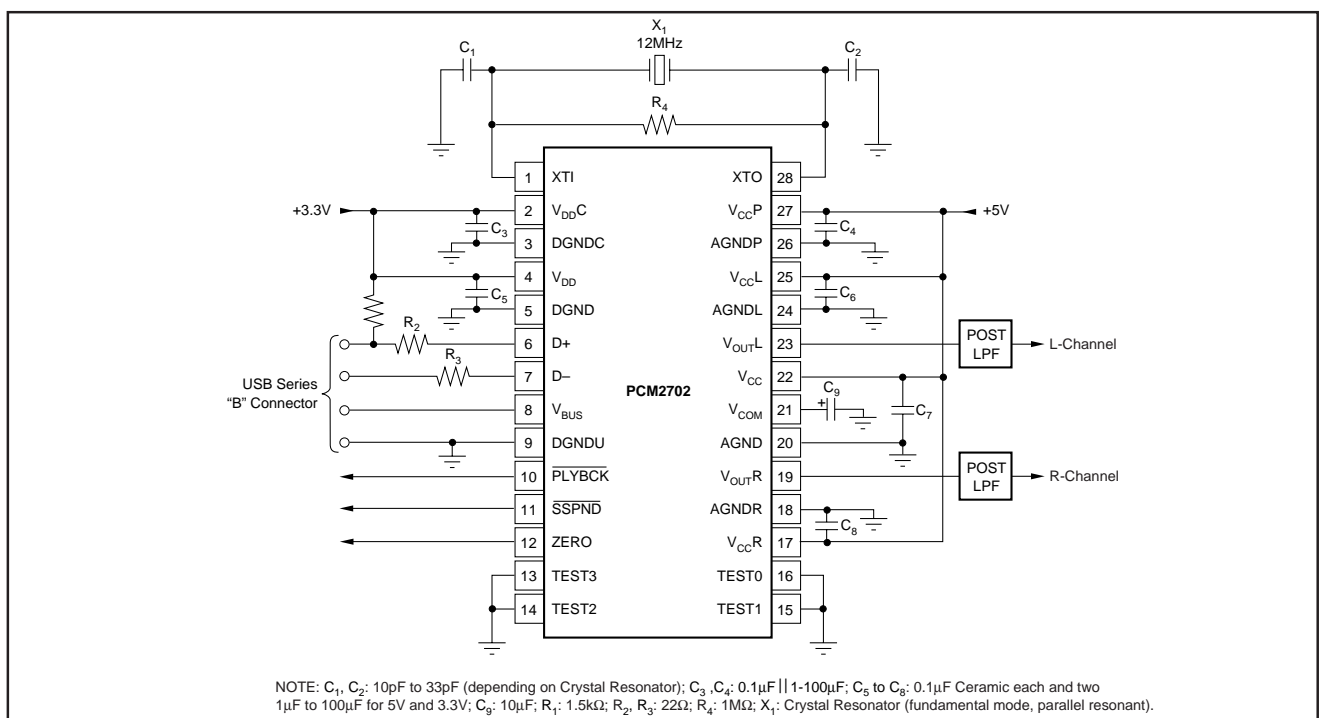 X1
12MHz
C1
C2
R4
1 XTI
XTO 28
+3.3V
2 VDDC
VCCP 27
+5V
C3
C4
3 DGNDC
AGNDP 26
4 VDD
VCCL 25
C5
C6
5 DGND
AGNDL 24
R2
6 D+
VOUTL 23
POST
LPF
L-Channel
R3
7 D–
VCC 22
USB Series
“B” Connector
PCM2702
C9
8 VBUS
VCOM 21
+
C7
9 DGNDU
AGND 20
10 PLYBCK
VOUTR 19
POST
LPF
R-Channel
11 SSPND
AGNDR 18
C8
12 ZERO
VCCR 17
13 TEST3
TEST0 16
14 TEST2
TEST1 15
NOTE: C1, C2: 10pF to 33pF (depending on Crystal Resonator); C3 ,C4: 0.1µF || 1-100µF; C5 to C8: 0.1µF Ceramic each and two
1µF to 100µF for 5V and 3.3V; C9: 10µF; R1: 1.5kΩ; R2, R3: 22Ω; R4: 1MΩ; X1: Crystal Resonator (fundamental mode, parallel resonant).